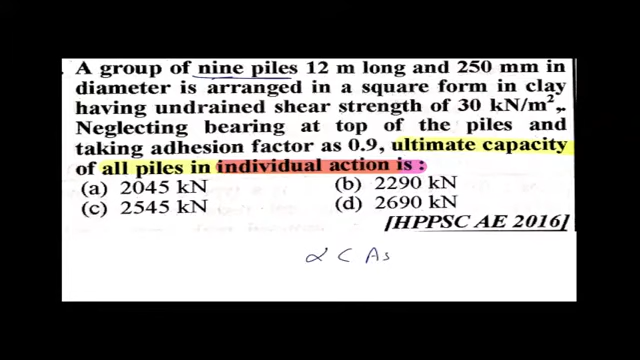 A group of nine piles 12 m long and 250 mm in
diameter is arranged in a square form in clay
having undrained shear strength of 30 kN/m².
Neglecting bearing at top of the piles and
taking adhesion factor as 0.9, ultimate capacity
of all piles in individual action is :
(a) 2045 kN (b) 2290 kN
(c) 2545 kN (d) 2690 kN
[HPPSC AE 2016]
α C As